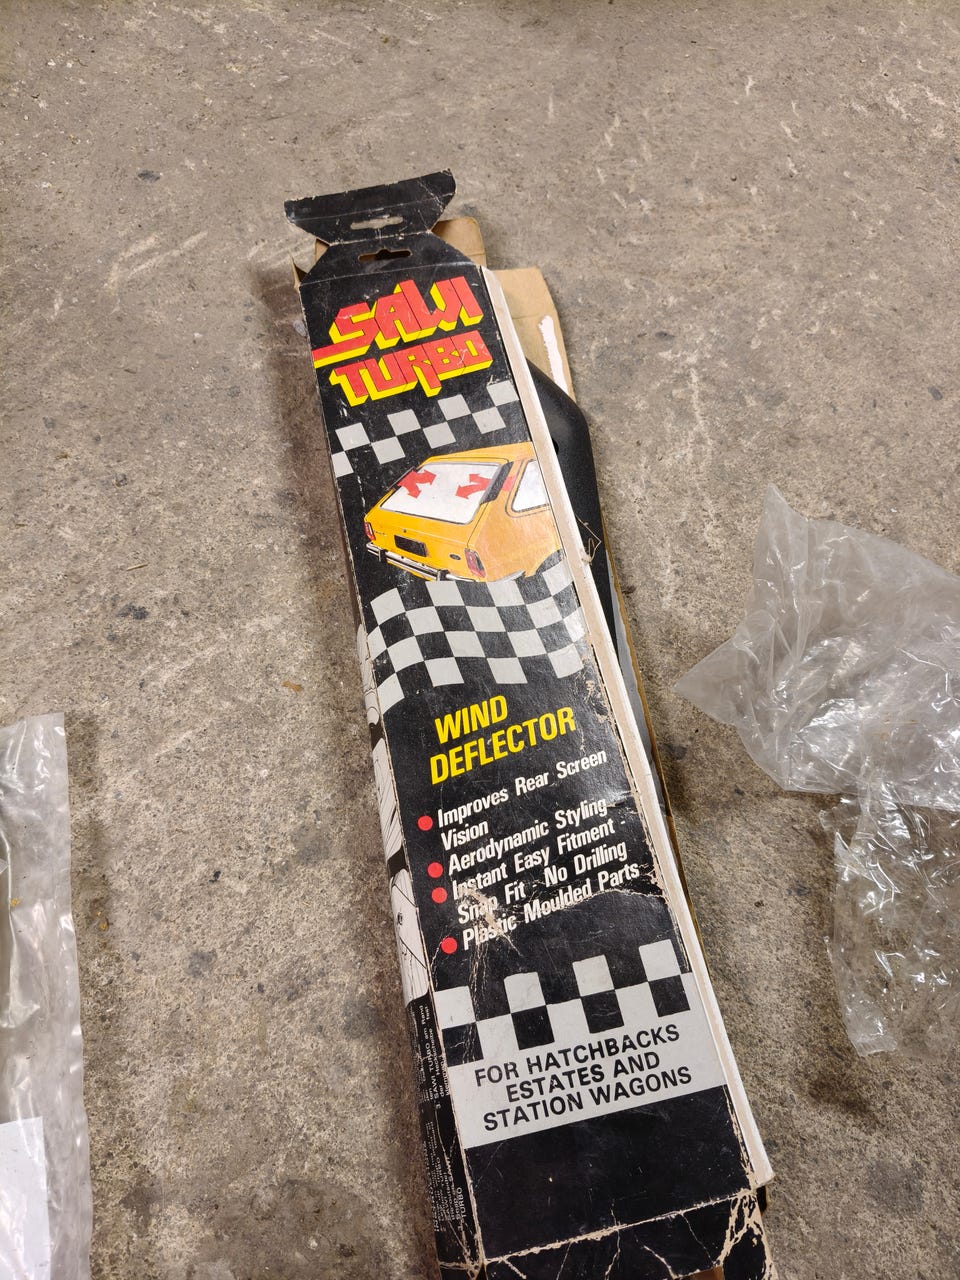 SAWI
TURBO
WIND
DEFLECTOR
Improves Rear Screen
Vision
Aerodynamic Styling
Instant Easy Fitment -
Snap Fit - No Drilling
Plastic Moulded Parts
FOR HATCHBACKS
ESTATES AND
STATION WAGONS